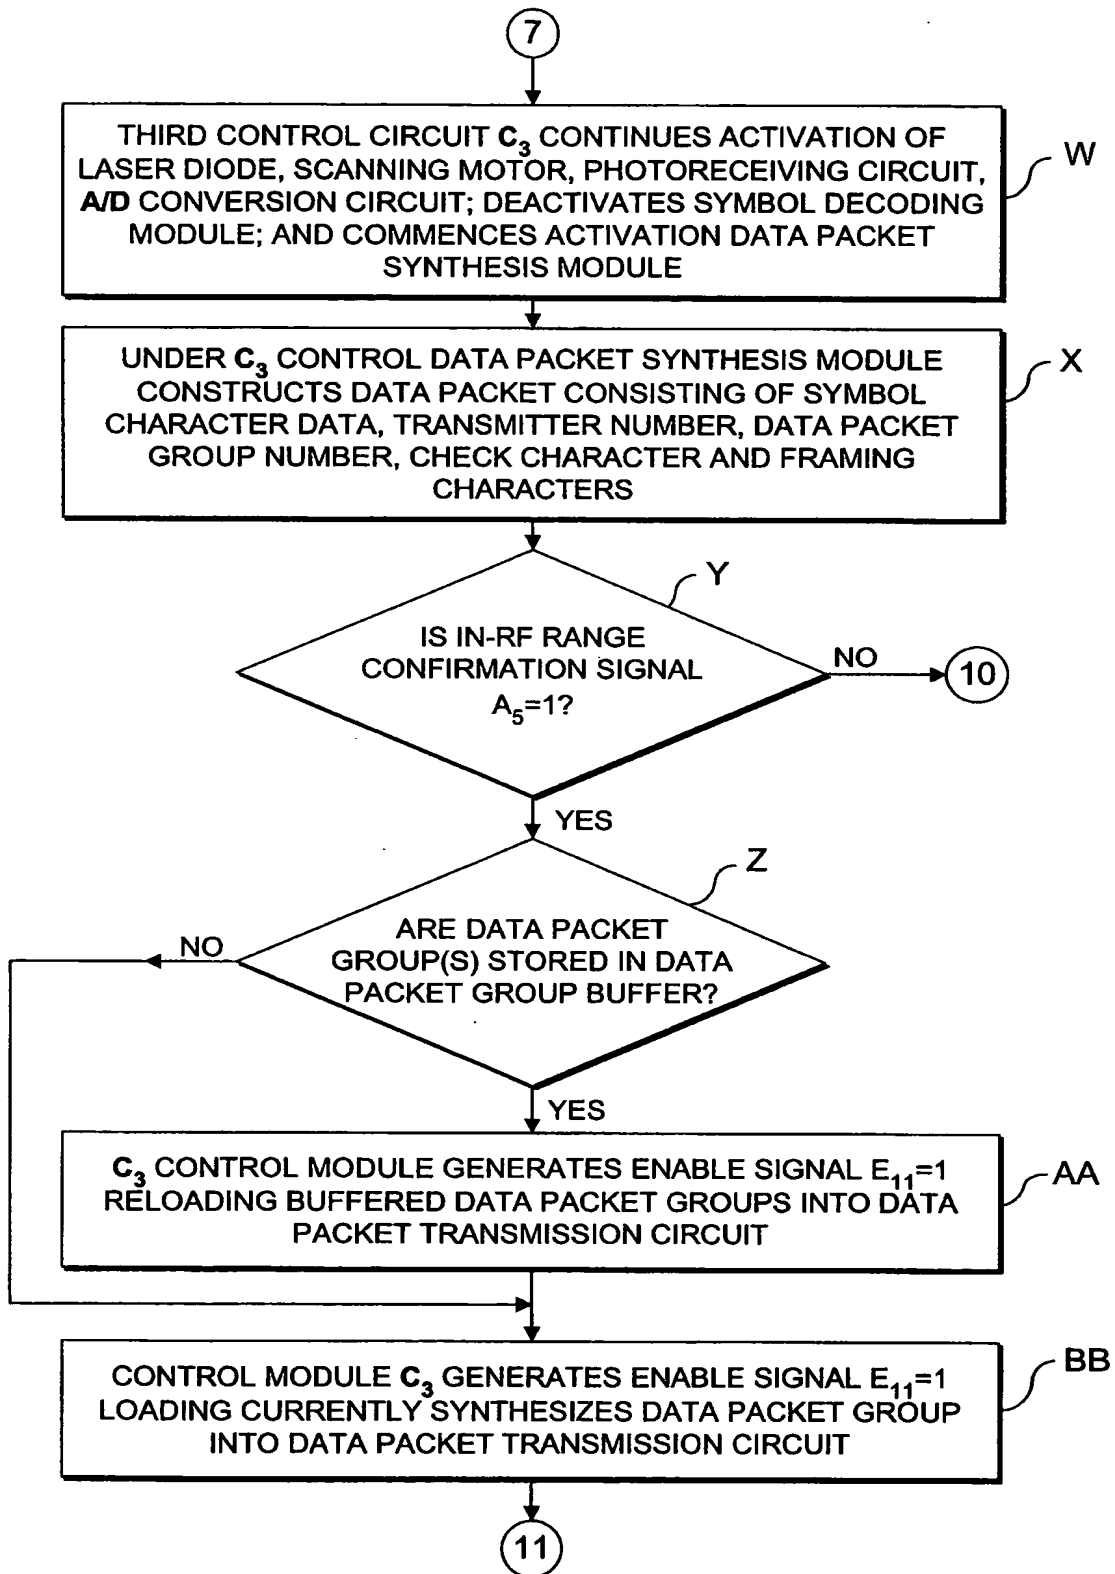 7
THIRD CONTROL CIRCUIT C₃ CONTINUES ACTIVATION OF
LASER DIODE, SCANNING MOTOR, PHOTORECEIVING CIRCUIT,
A/D CONVERSION CIRCUIT; DEACTIVATES SYMBOL DECODING
MODULE; AND COMMENCES ACTIVATION DATA PACKET
SYNTHESIS MODULE
W
UNDER C₃ CONTROL DATA PACKET SYNTHESIS MODULE
CONSTRUCTS DATA PACKET CONSISTING OF SYMBOL
CHARACTER DATA, TRANSMITTER NUMBER, DATA PACKET
GROUP NUMBER, CHECK CHARACTER AND FRAMING
CHARACTERS
X
IS IN-RF RANGE
CONFIRMATION SIGNAL
A₅=1?
Y
NO
10
YES
ARE DATA PACKET
GROUP(S) STORED IN DATA
PACKET GROUP BUFFER?
Z
NO
YES
C₃ CONTROL MODULE GENERATES ENABLE SIGNAL E₁₁=1
RELOADING BUFFERED DATA PACKET GROUPS INTO DATA
PACKET TRANSMISSION CIRCUIT
AA
CONTROL MODULE C₃ GENERATES ENABLE SIGNAL E₁₁=1
LOADING CURRENTLY SYNTHESIZES DATA PACKET GROUP
INTO DATA PACKET TRANSMISSION CIRCUIT
BB
11